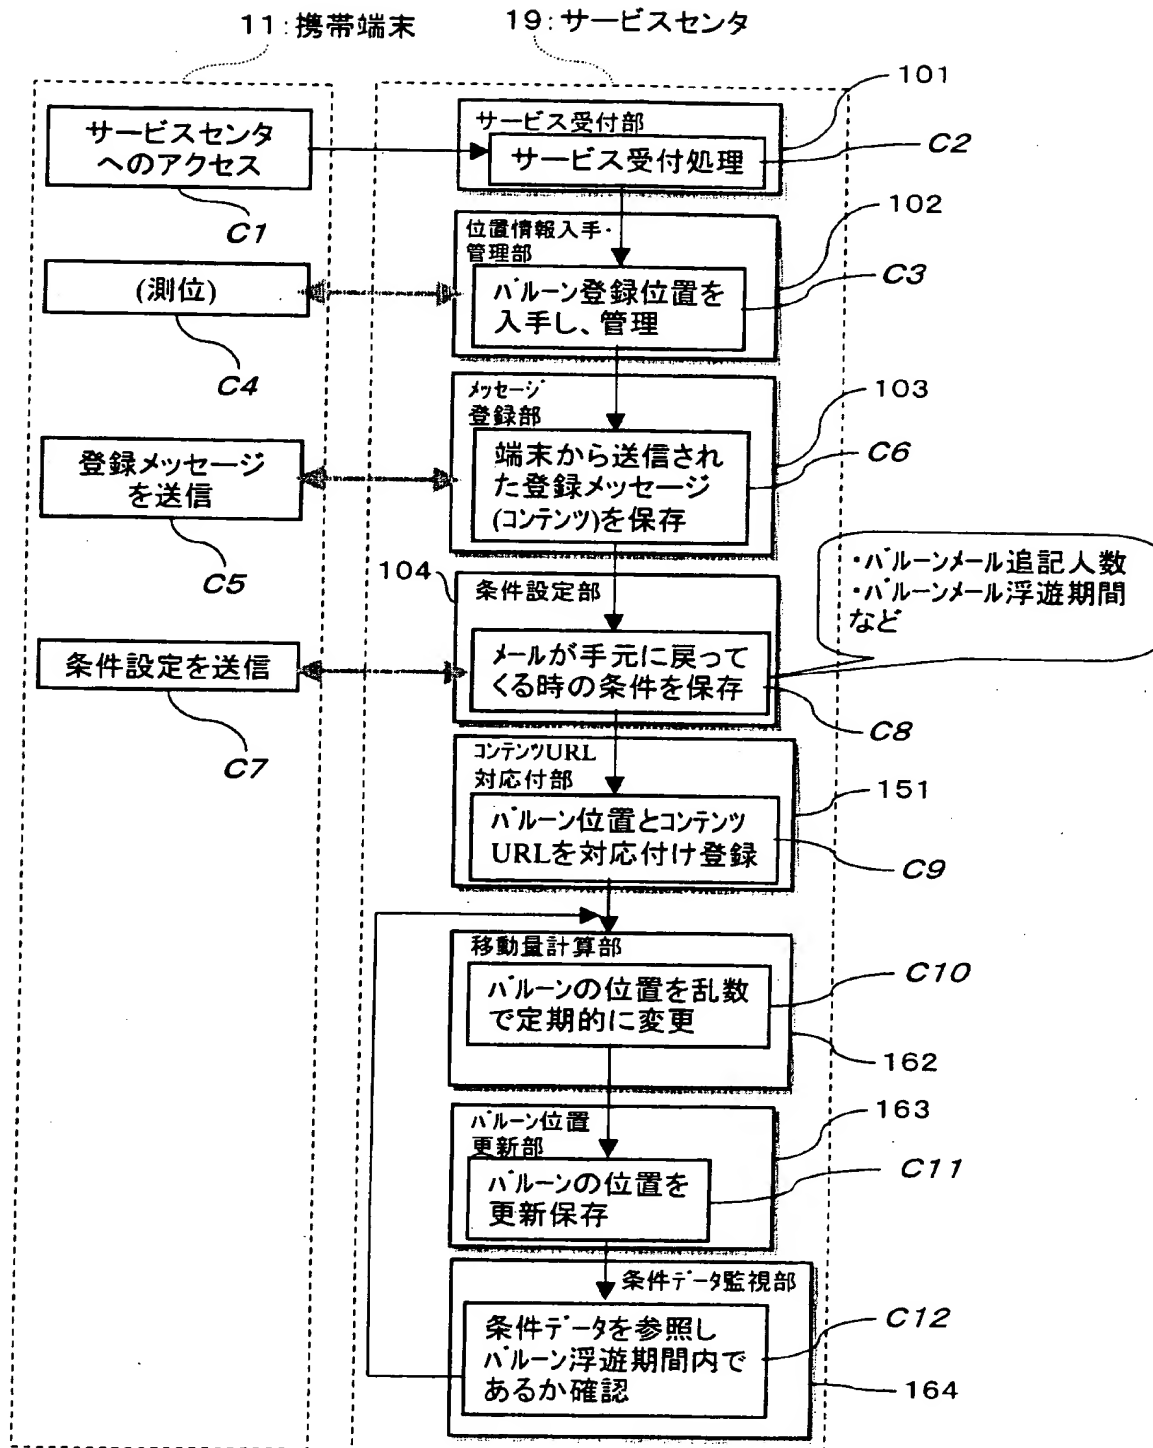 11:携帯端末
19:サービスセンタ
サービスセンタ
へのアクセス
C1
サービス受付部
サービス受付処理
101
C2
位置情報入手・
管理部
バルーン登録位置を
入手し、管理
102
C3
(測位)
C4
メッセージ
登録部
端末から送信され
た登録メッセージ
(コンテンツ)を保存
103
C6
登録メッセージ
を送信
C5
104
条件設定部
メールが手元に戻って
くる時の条件を保存
C8
・バルーンメール追記人数
・バルーンメール浮遊期間
など
条件設定を送信
C7
コンテンツURL
対応付部
バルーン位置とコンテンツ
URLを対応付け登録
151
C9
移動量計算部
バルーンの位置を乱数
で定期的に変更
C10
162
バルーン位置
更新部
バルーンの位置を
更新保存
163
C11
条件データ監視部
条件データを参照し
バルーン浮遊期間内で
あるか確認
C12
164